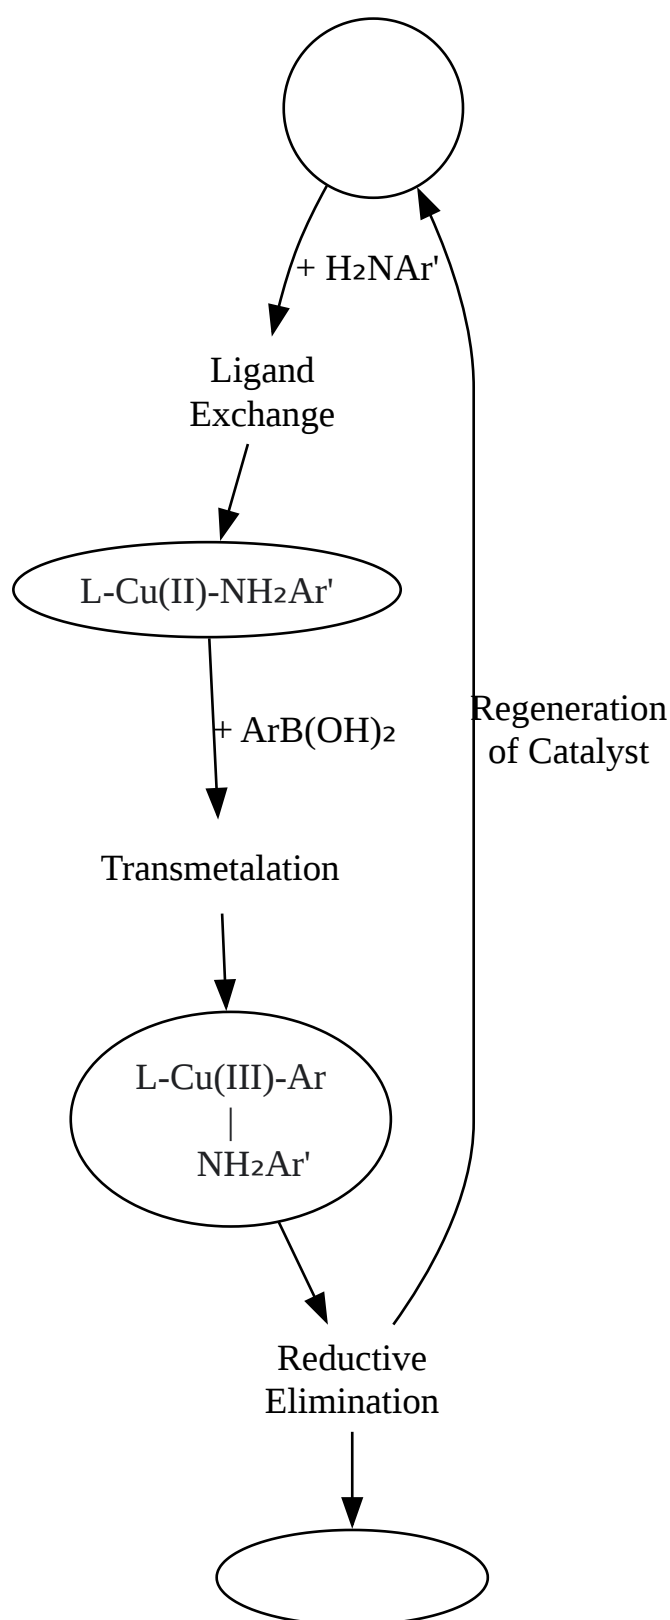 + H₂NAr'
Ligand
Exchange
L-Cu(II)-NH₂Ar'
Regeneration
of Catalyst
+ ArB(OH)₂
Transmetalation
L-Cu(III)-Ar
|
NH₂Ar'
Reductive
Elimination